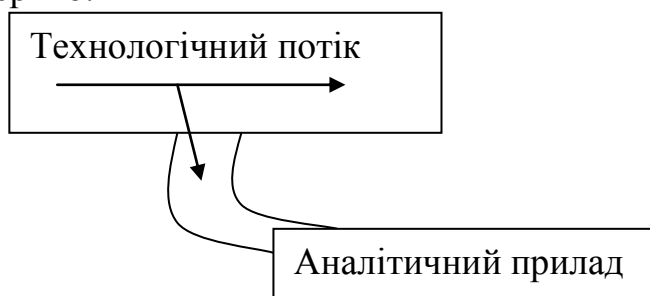 Технологічний потік
Аналітичний прилад